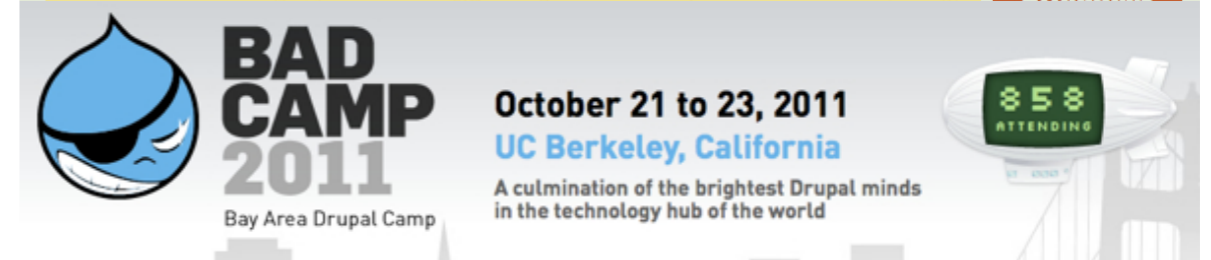 BAD
CAMP
2011
Bay Area Drupal Camp
October 21 to 23, 2011
UC Berkeley, California
A culmination of the brightest Drupal minds
in the technology hub of the world
858
ATTENDING